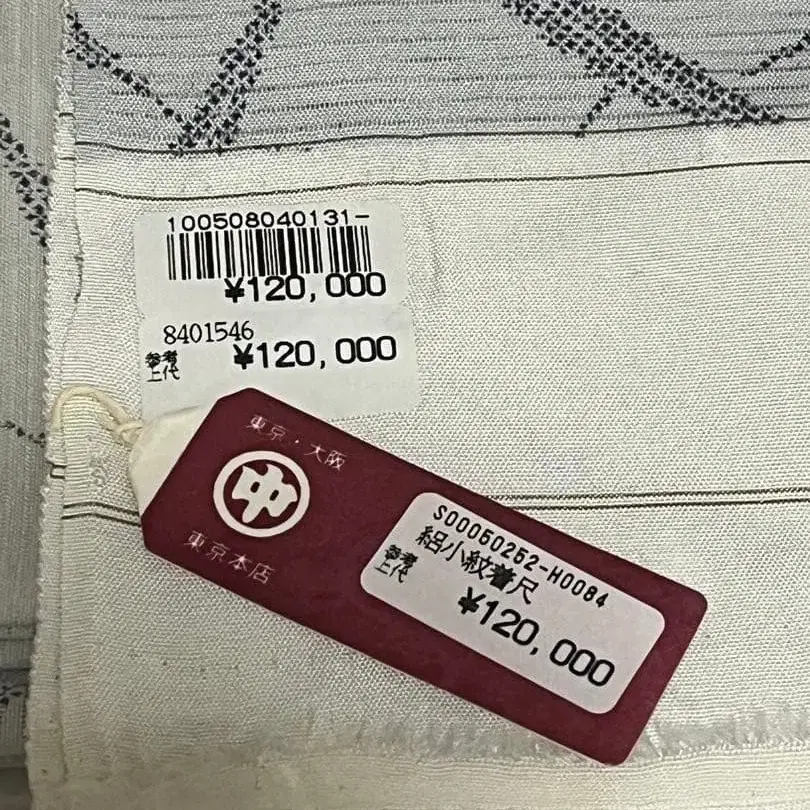 100508040131-
¥120,000
8401546
参考
上代
¥120,000
東京・大阪
中
東京本店
S00060252-H0084
絽小紋着尺
参考
上代
¥120,000